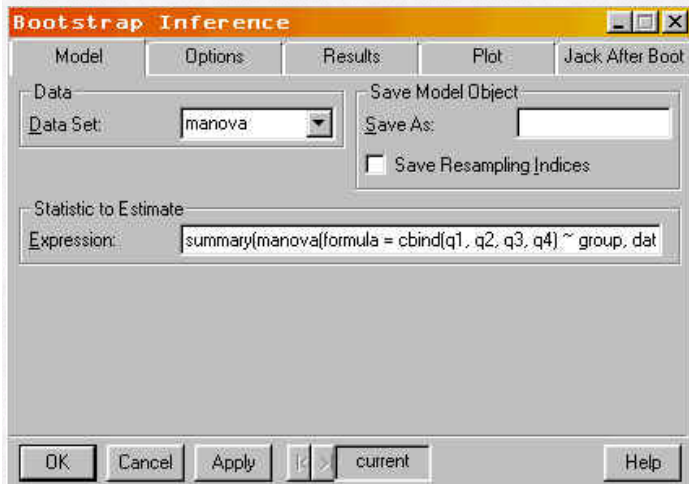 Bootstrap Inference
Model Options Results Plot Jack After Boot
Data
Data Set: manova
Save Model Object
Save As:
Save Resampling Indices
Statistic to Estimate
Expression: summary(manova(formula = cbind(q1, q2, q3, q4) ~ group, dat
OK Cancel Apply |< > current Help